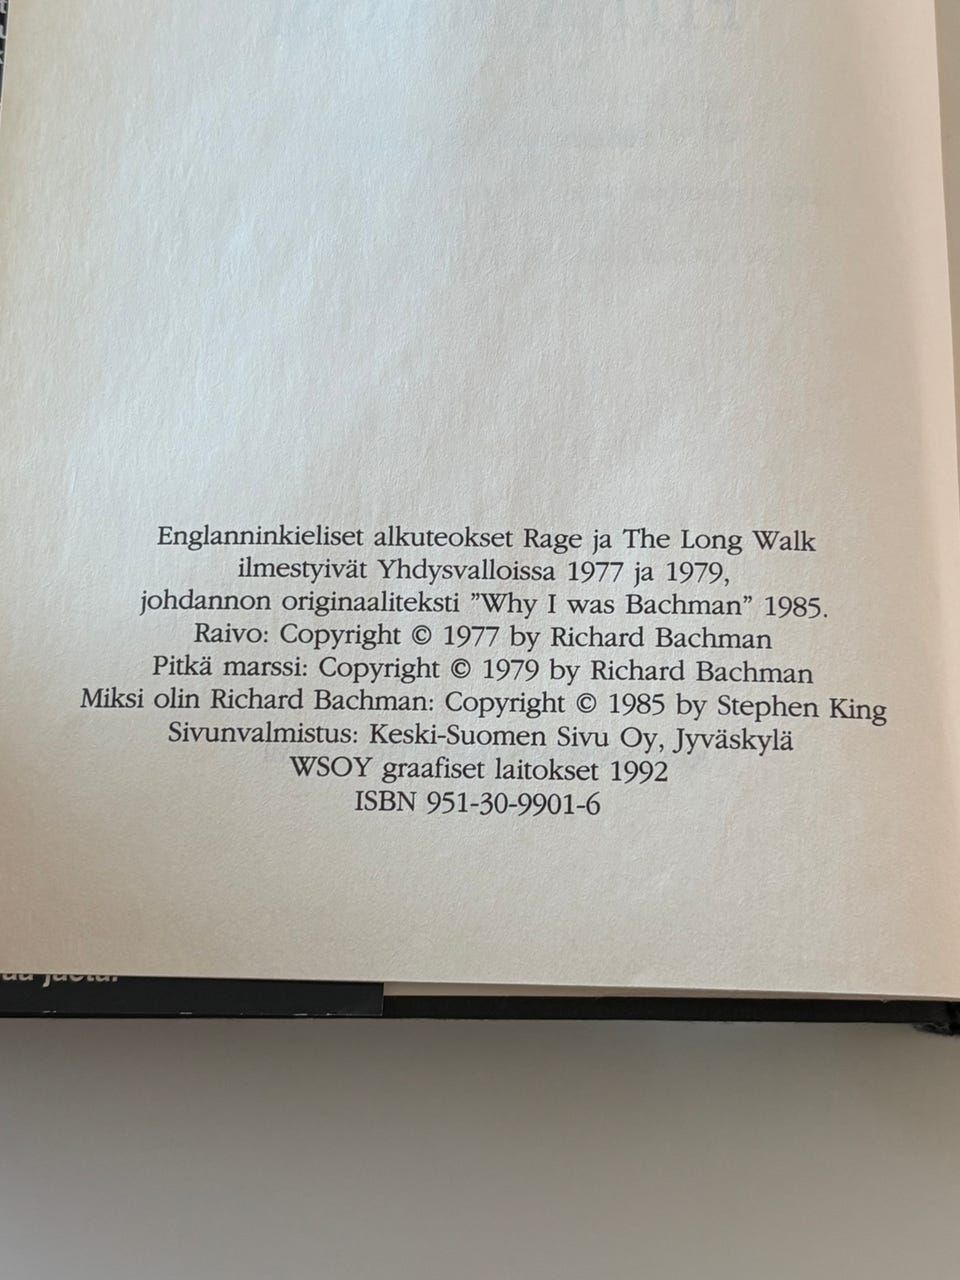 Englanninkieliset alkuteokset Rage ja The Long Walk
ilmestyivät Yhdysvalloissa 1977 ja 1979,
johdannon originaaliteksti ”Why I was Bachman” 1985.
Raivo: Copyright © 1977 by Richard Bachman
Pitkä marssi: Copyright © 1979 by Richard Bachman
Miksi olin Richard Bachman: Copyright © 1985 by Stephen King
Sivunvalmistus: Keski-Suomen Sivu Oy, Jyväskylä
WSOY graafiset laitokset 1992
ISBN 951-30-9901-6